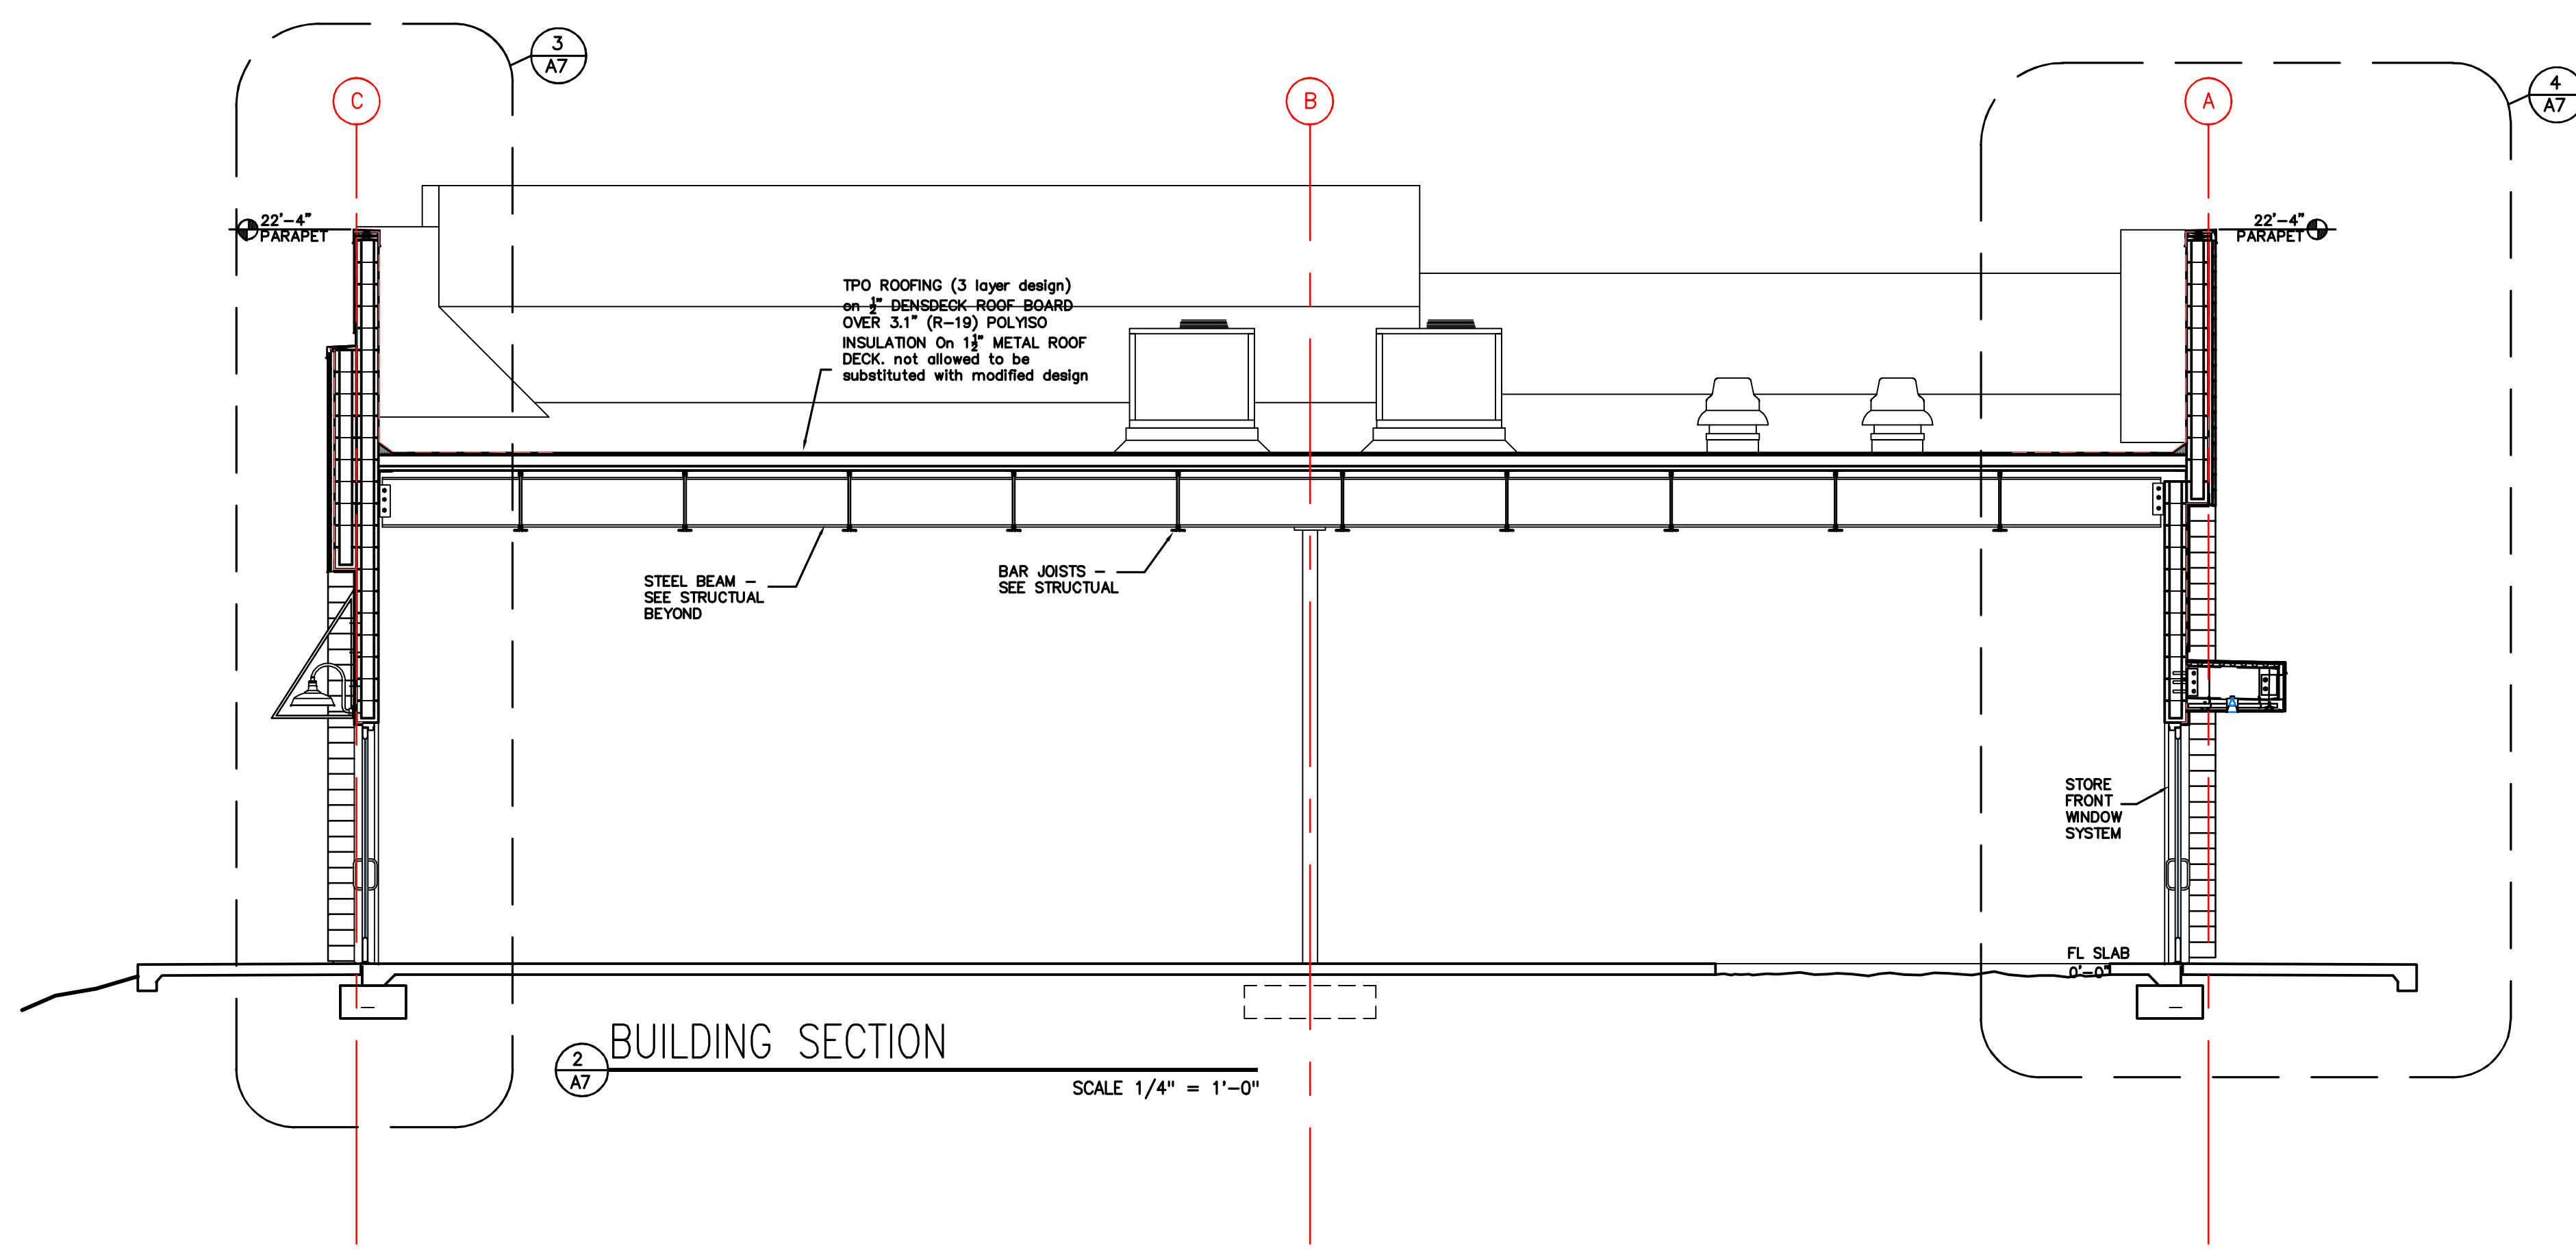 3
A7
4
A7
C
B
A
22'-4"
PARAPET
22'-4"
PARAPET
TPO ROOFING (3 layer design)
on ½" DENSDECK ROOF BOARD
OVER 3.1" (R-19) POLYISO
INSULATION On 1½" METAL ROOF
DECK. not allowed to be
substituted with modified design
STEEL BEAM -
SEE STRUCTUAL
BEYOND
BAR JOISTS -
SEE STRUCTUAL
STORE
FRONT
WINDOW
SYSTEM
FL SLAB
0'-0"
2
A7
BUILDING SECTION
SCALE 1/4" = 1'-0"